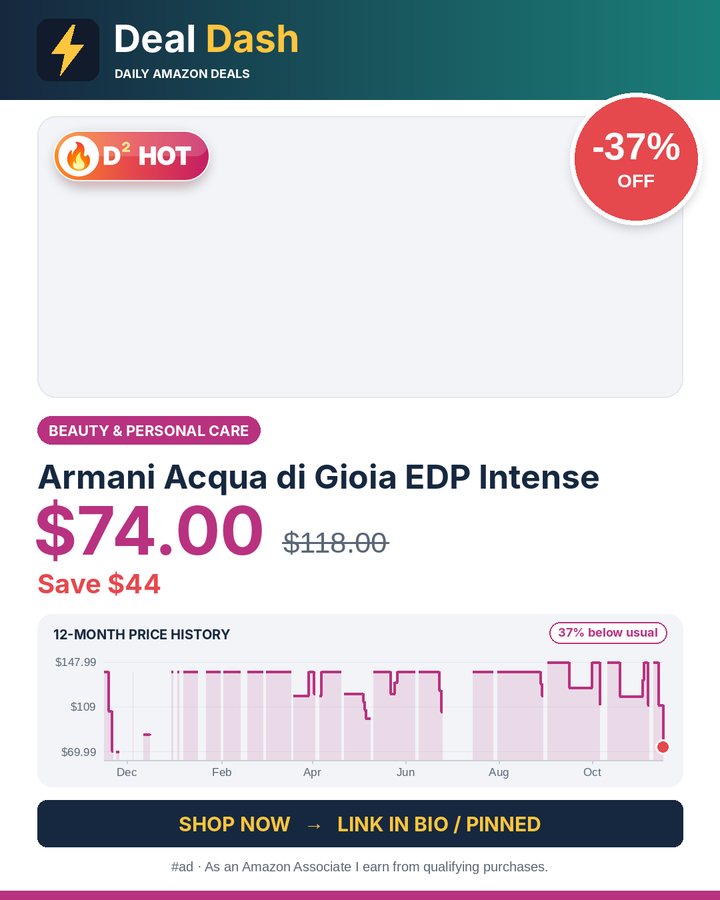 Deal Dash
DAILY AMAZON DEALS
-37%
OFF
D² HOT
BEAUTY & PERSONAL CARE
Armani Acqua di Gioia EDP Intense
$74.00 $118.00
Save $44
12-MONTH PRICE HISTORY
37% below usual
$147.99
$109
$69.99
Dec Feb Apr Jun Aug Oct
SHOP NOW → LINK IN BIO / PINNED
#ad · As an Amazon Associate I earn from qualifying purchases.